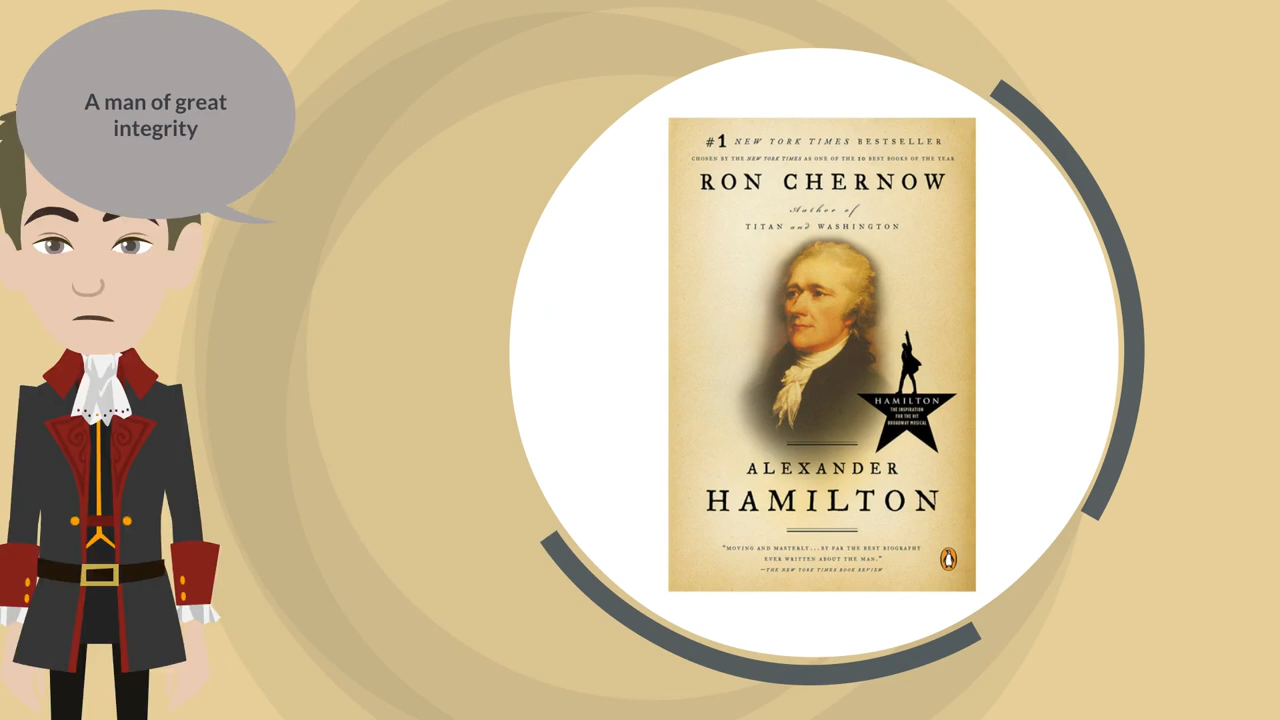 A man of great
integrity
#1 NEW YORK TIMES BESTSELLER
CHOSEN BY THE NEW YORK TIMES AS ONE OF THE 10 BEST BOOKS OF THE YEAR
RON CHERNOW
Author of
TITAN and WASHINGTON
HAMILTON
THE INSPIRATION
FOR THE HIT
BROADWAY MUSICAL
ALEXANDER
HAMILTON
"MOVING AND MASTERLY...BY FAR THE BEST BIOGRAPHY
EVER WRITTEN ABOUT THE MAN."
—THE NEW YORK TIMES BOOK REVIEW